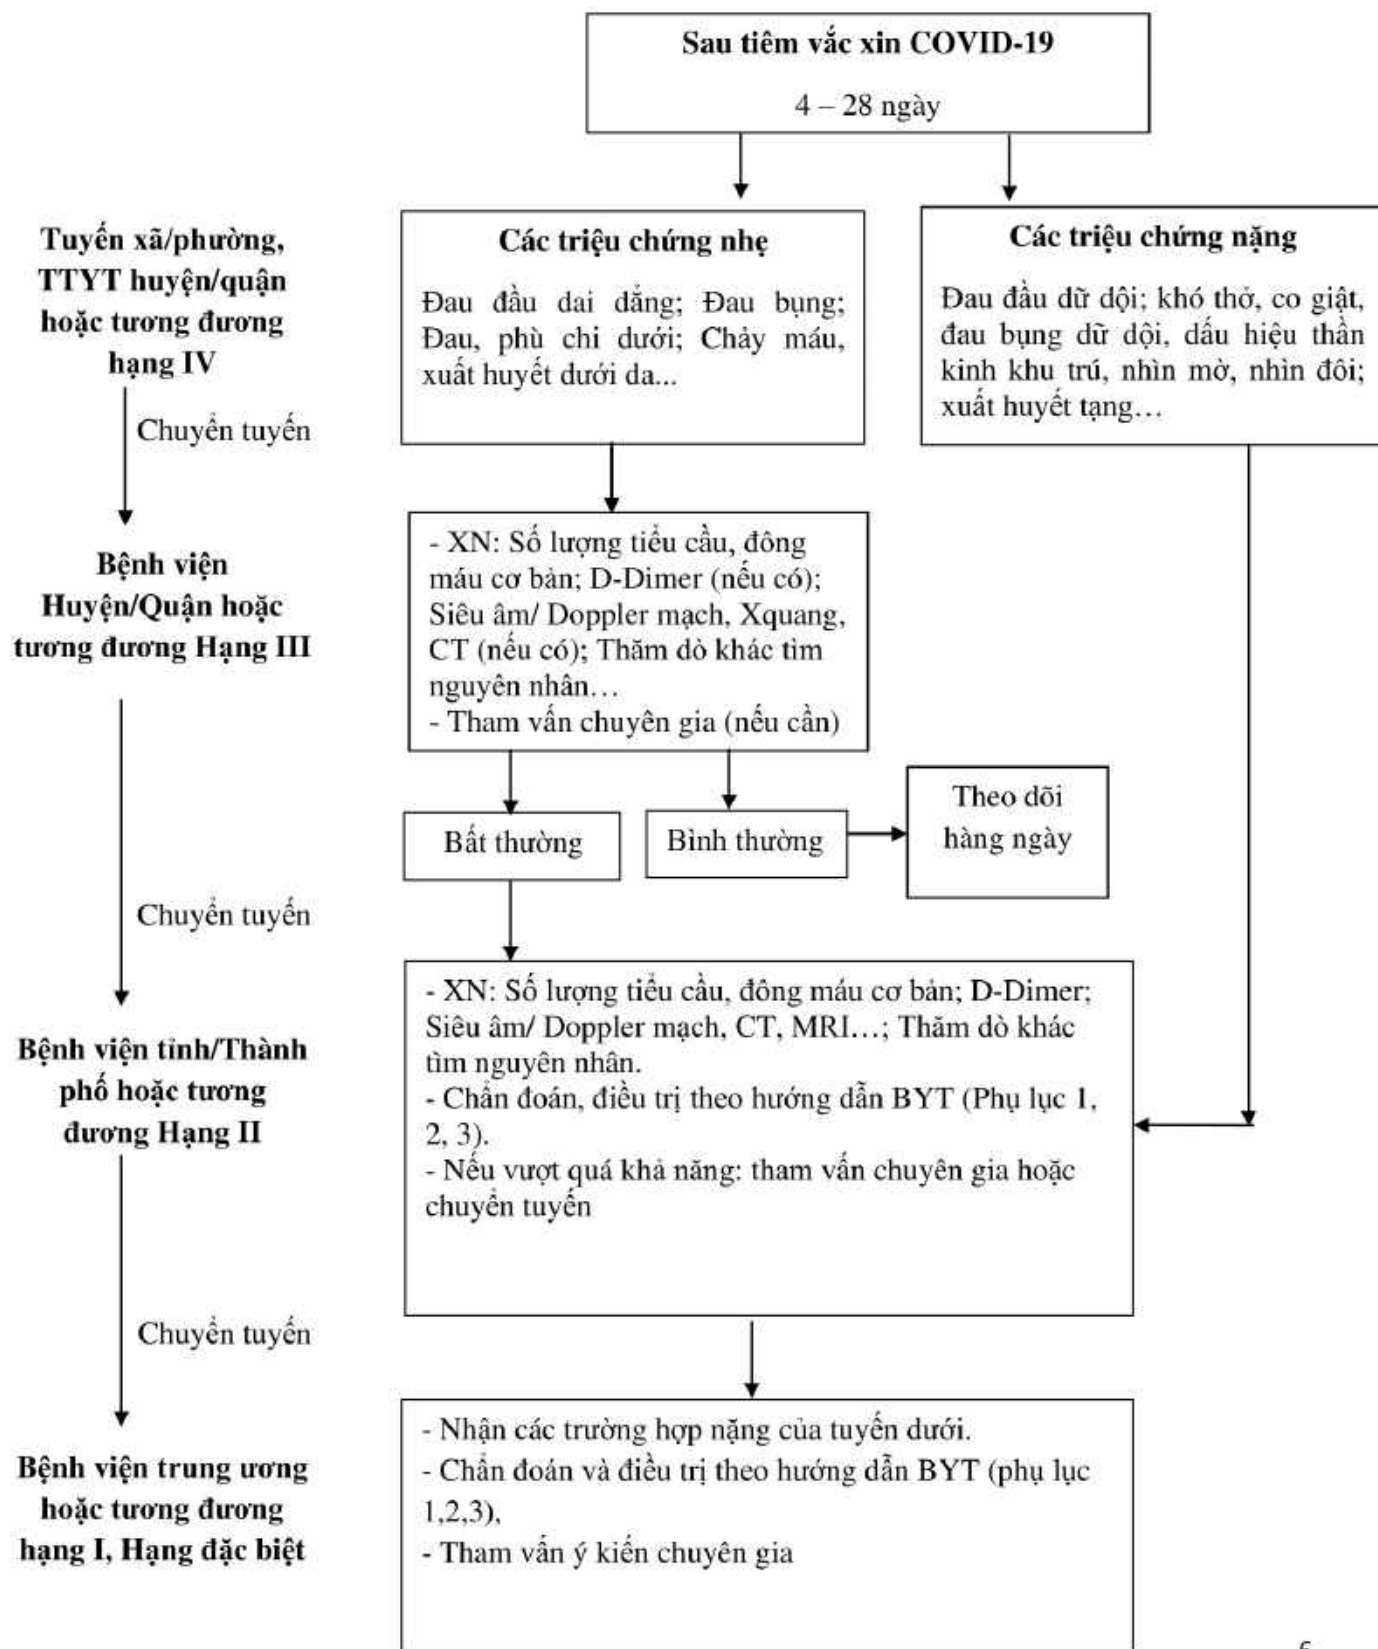 Sau tiêm vắc xin COVID-19
4 – 28 ngày
Tuyến xã/phường,
TTYT huyện/quận
hoặc tương đương
hạng IV
Các triệu chứng nhẹ
Đau đầu dai dẳng; Đau bụng;
Đau, phù chi dưới; Chảy máu,
xuất huyết dưới da...
Các triệu chứng nặng
Đau đầu dữ dội; khó thở, co giật,
đau bụng dữ dội, dấu hiệu thần
kinh khu trú, nhìn mờ, nhìn đôi;
xuất huyết tạng…
Chuyển tuyến
Bệnh viện
Huyện/Quận hoặc
tương đương Hạng III
- XN: Số lượng tiểu cầu, đông
máu cơ bản; D-Dimer (nếu có);
Siêu âm/ Doppler mạch, Xquang,
CT (nếu có); Thăm dò khác tìm
nguyên nhân…
- Tham vấn chuyên gia (nếu cần)
Bất thường
Bình thường
Theo dõi
hàng ngày
Chuyển tuyến
Bệnh viện tỉnh/Thành
phố hoặc tương
đương Hạng II
- XN: Số lượng tiểu cầu, đông máu cơ bản; D-Dimer;
Siêu âm/ Doppler mạch, CT, MRI…; Thăm dò khác
tìm nguyên nhân.
- Chẩn đoán, điều trị theo hướng dẫn BYT (Phụ lục 1,
2, 3).
- Nếu vượt quá khả năng: tham vấn chuyên gia hoặc
chuyển tuyến
Chuyển tuyến
Bệnh viện trung ương
hoặc tương đương
hạng I, Hạng đặc biệt
- Nhận các trường hợp nặng của tuyến dưới.
- Chẩn đoán và điều trị theo hướng dẫn BYT (phụ lục
1,2,3),
- Tham vấn ý kiến chuyên gia